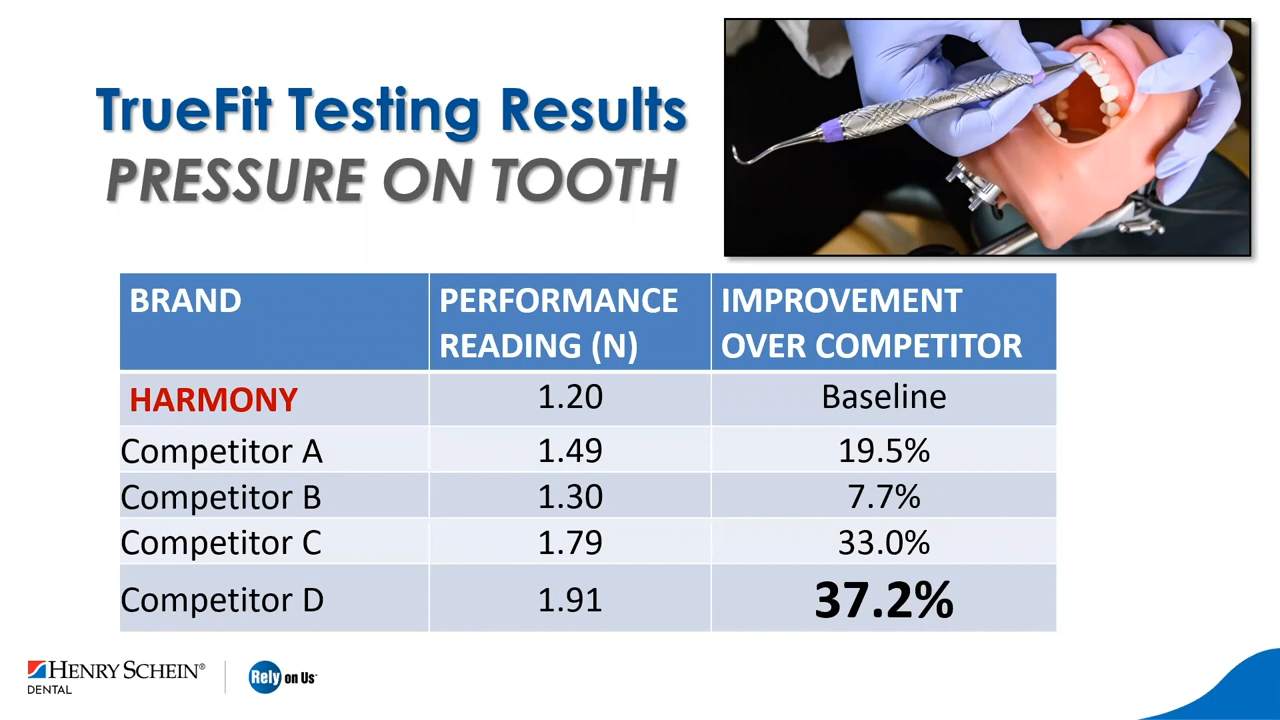 TrueFit Testing Results
PRESSURE ON TOOTH
BRAND PERFORMANCE READING (N) IMPROVEMENT OVER COMPETITOR
HARMONY 1.20 Baseline
Competitor A 1.49 19.5%
Competitor B 1.30 7.7%
Competitor C 1.79 33.0%
Competitor D 1.91 37.2%
HENRY SCHEIN®
DENTAL
Rely on Us